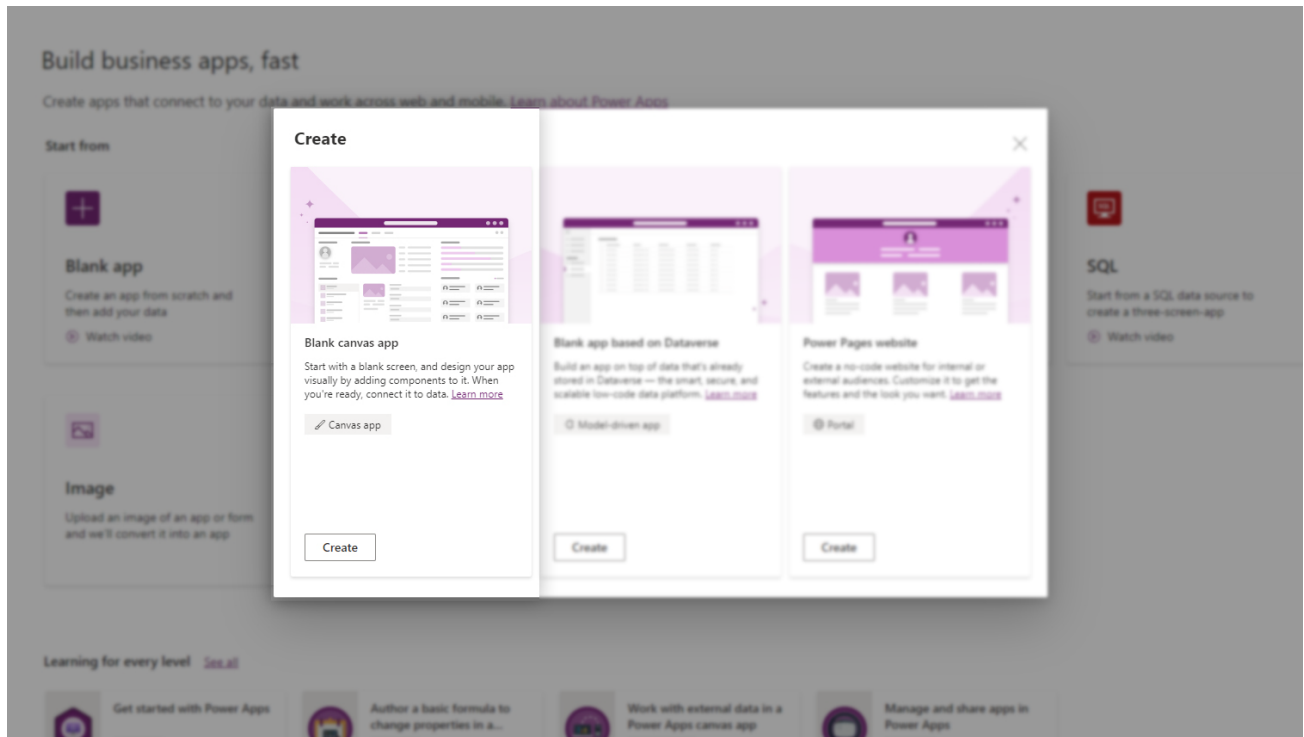 Build business apps, fast
Create apps that connect to your data and work across web and mobile. Learn about Power Apps
Start from
Blank app
Create an app from scratch and
then add your data
Watch video
Image
Upload an image of an app or form
and we'll convert it into an app
Create
Blank canvas app
Start with a blank screen, and design your app
visually by adding components to it. When
you're ready, connect it to data. Learn more
Canvas app
Create
Blank app based on Dataverse
Build an app on top of data that's already
stored in Dataverse — the smart, secure, and
scalable low-code data platform. Learn more
Model-driven app
Create
Power Pages website
Create a no-code website for internal or
external audiences. Customize it to get the
features and the look you want. Learn more
Portal
Create
SQL
Start from a SQL data source to
create a three-screen-app
Watch video
Learning for every level See all
Get started with Power Apps
Author a basic formula to
change properties in a...
Work with external data in a
Power Apps canvas app
Manage and share apps in
Power Apps